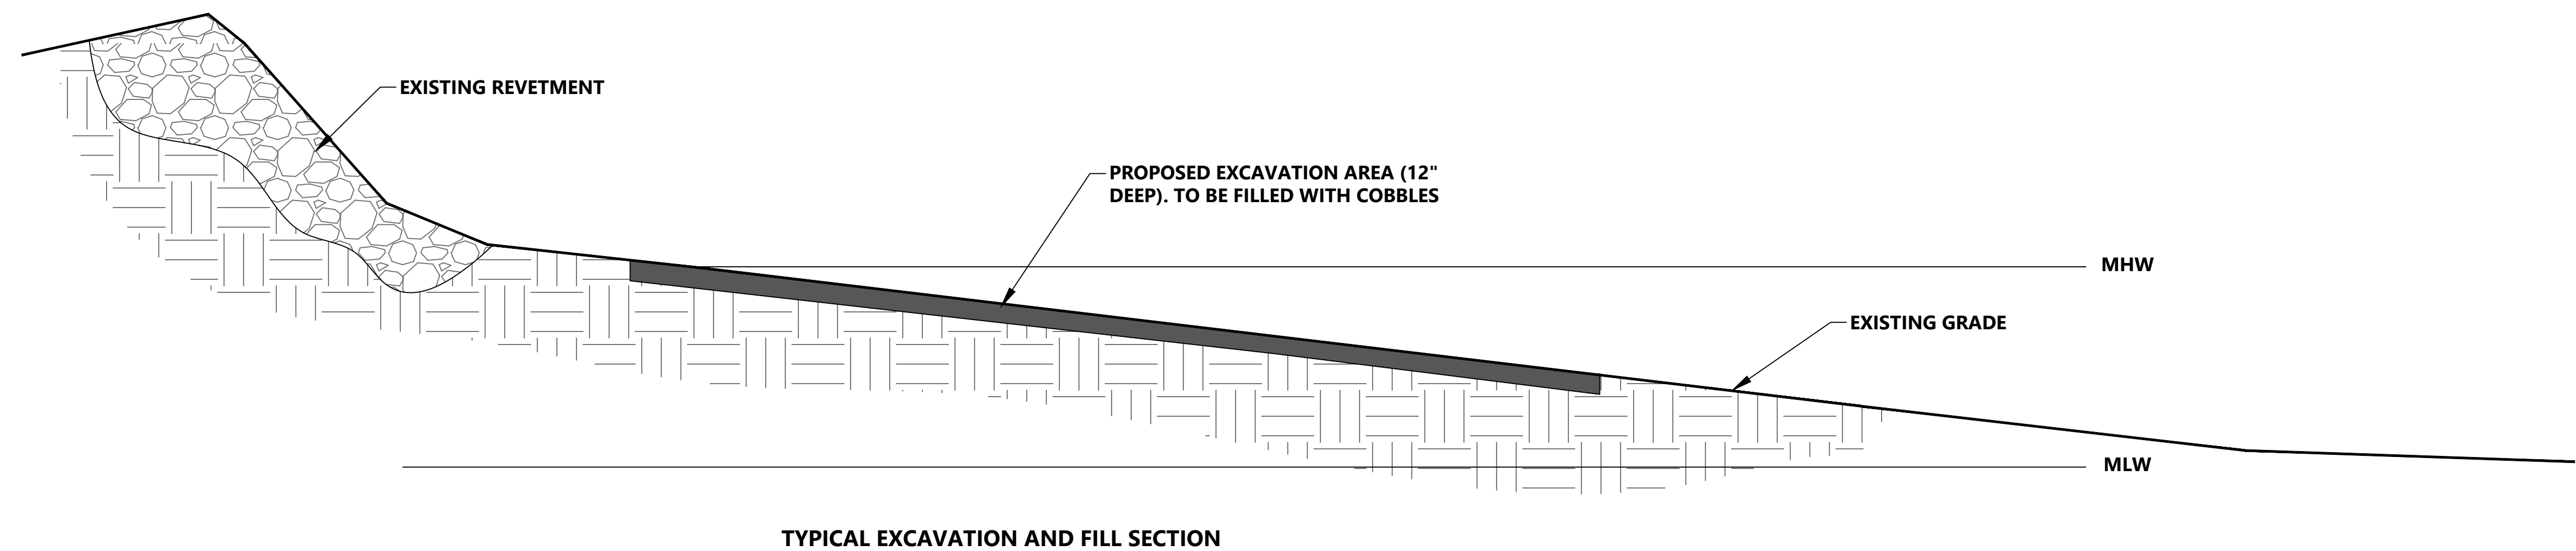 EXISTING REVETMENT
PROPOSED EXCAVATION AREA (12"
DEEP). TO BE FILLED WITH COBBLES
MHW
EXISTING GRADE
MLW
TYPICAL EXCAVATION AND FILL SECTION